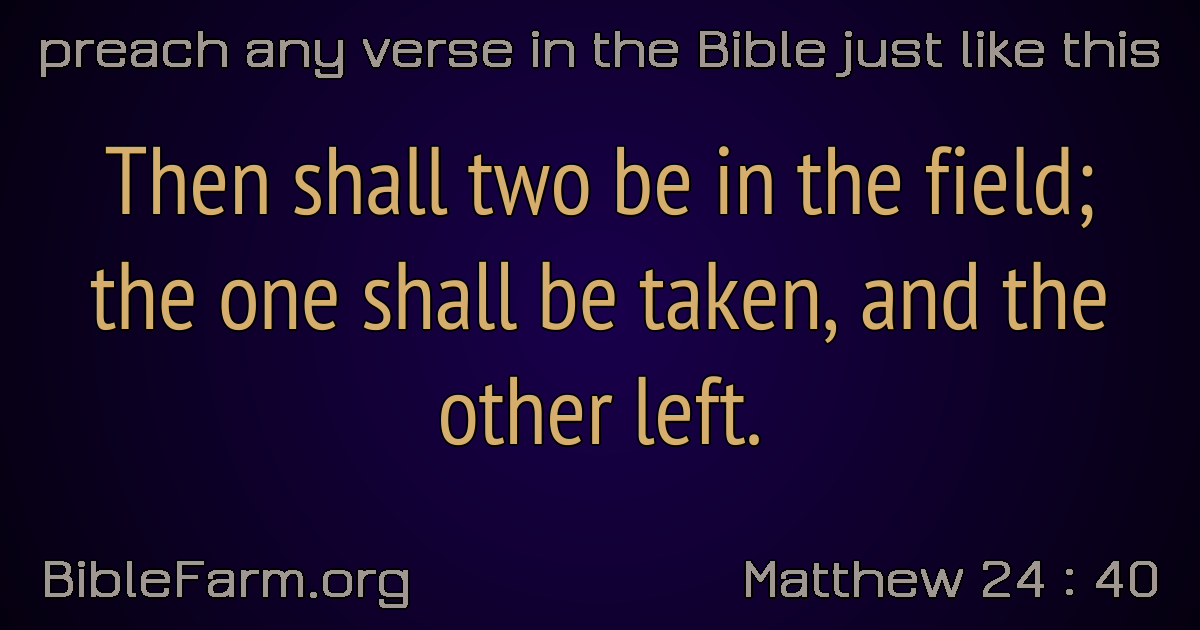 preach any verse in the Bible just like this
Then shall two be in the field;
the one shall be taken, and the
other left.
BibleFarm.org
Matthew 24 : 40